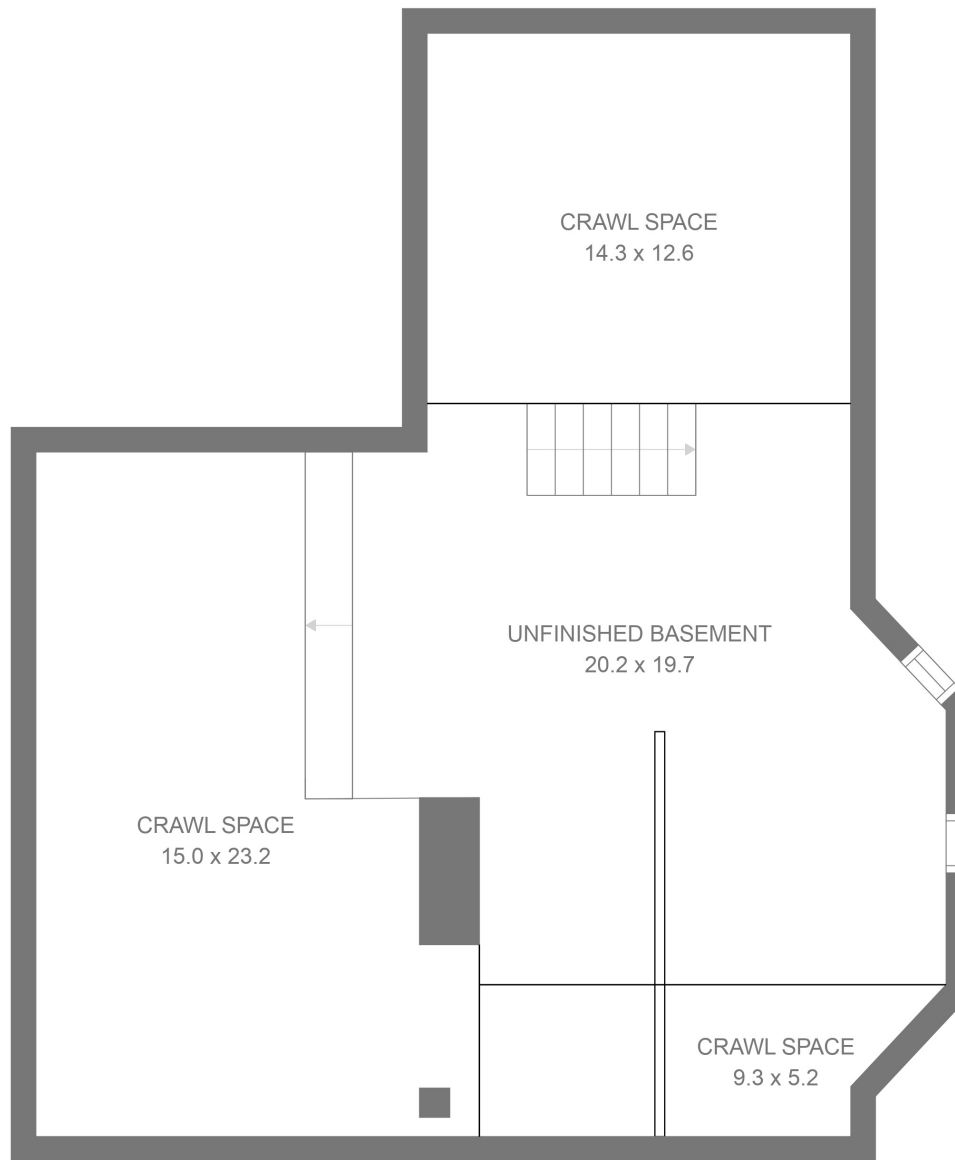 CRAWL SPACE
14.3 x 12.6
UNFINISHED BASEMENT
20.2 x 19.7
CRAWL SPACE
15.0 x 23.2
CRAWL SPACE
9.3 x 5.2